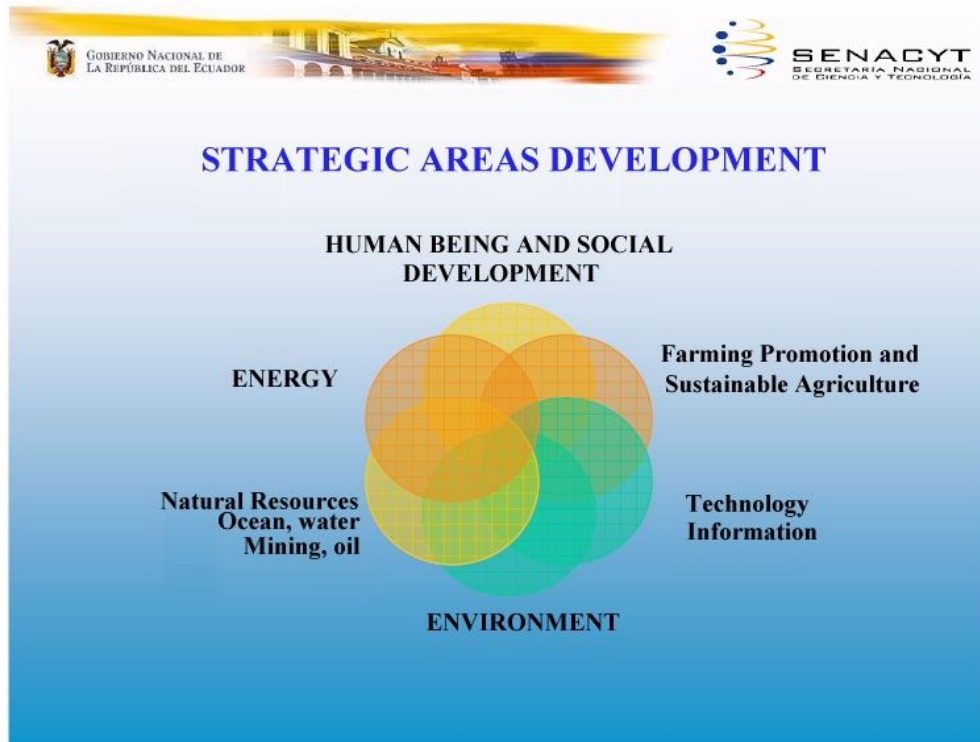 GOBIERNO NACIONAL DE
LA REPÚBLICA DEL ECUADOR
SENACYT
SECRETARÍA NACIONAL
DE CIENCIA Y TECNOLOGÍA
STRATEGIC AREAS DEVELOPMENT
HUMAN BEING AND SOCIAL
DEVELOPMENT
ENERGY
Farming Promotion and
Sustainable Agriculture
Natural Resources
Ocean, water
Mining, oil
Technology
Information
ENVIRONMENT